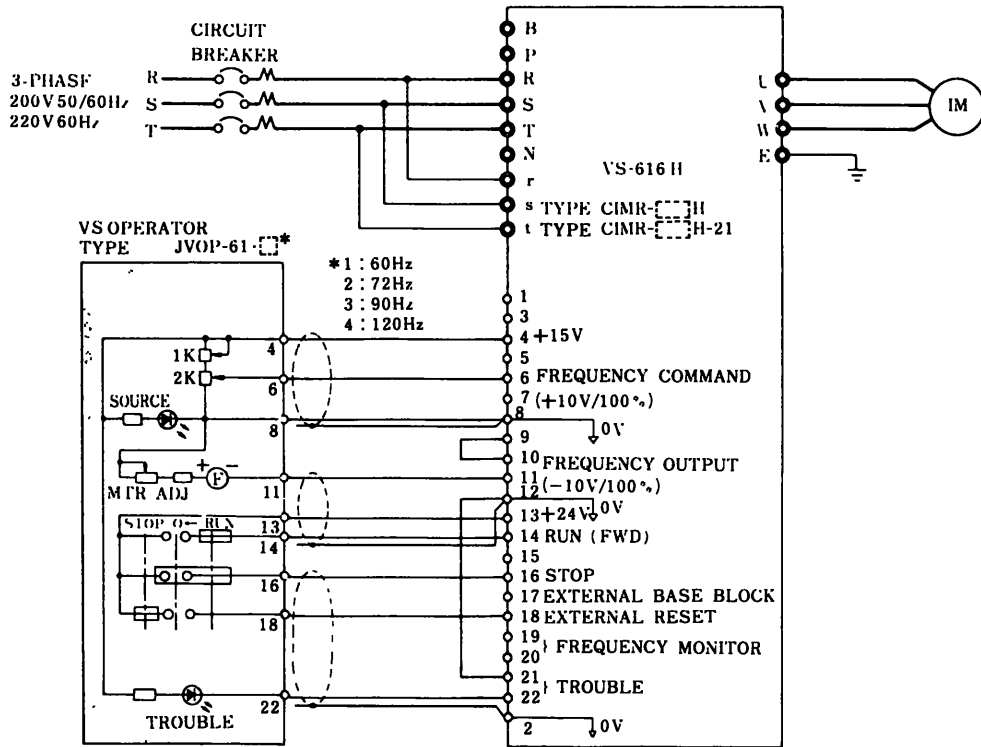 CIRCUIT
BREAKER
3-PHASE
200V 50/60Hz
220V 60Hz
R
S
T
B
P
R
S
T
N
r
s TYPE CIMR-[ ]H
t TYPE CIMR-[ ]H-21
VS-616H
U
V
W
E
IM
VS OPERATOR
TYPE JVOP-61·[ ]*
*1 : 60Hz
2 : 72Hz
3 : 90Hz
4 : 120Hz
1K
2K
SOURCE
MTR ADJ
+ F −
STOP O← RUN
TROUBLE
4
6
8
11
13
14
16
18
22
1
3
4 +15V
5
6 FREQUENCY COMMAND
7 (+10V/100%)
8
0V
9
10 FREQUENCY OUTPUT
11 (−10V/100%)
12
0V
13 +24V
14 RUN (FWD)
15
16 STOP
17 EXTERNAL BASE BLOCK
18 EXTERNAL RESET
19
20 } FREQUENCY MONITOR
21
22 } TROUBLE
2
0V